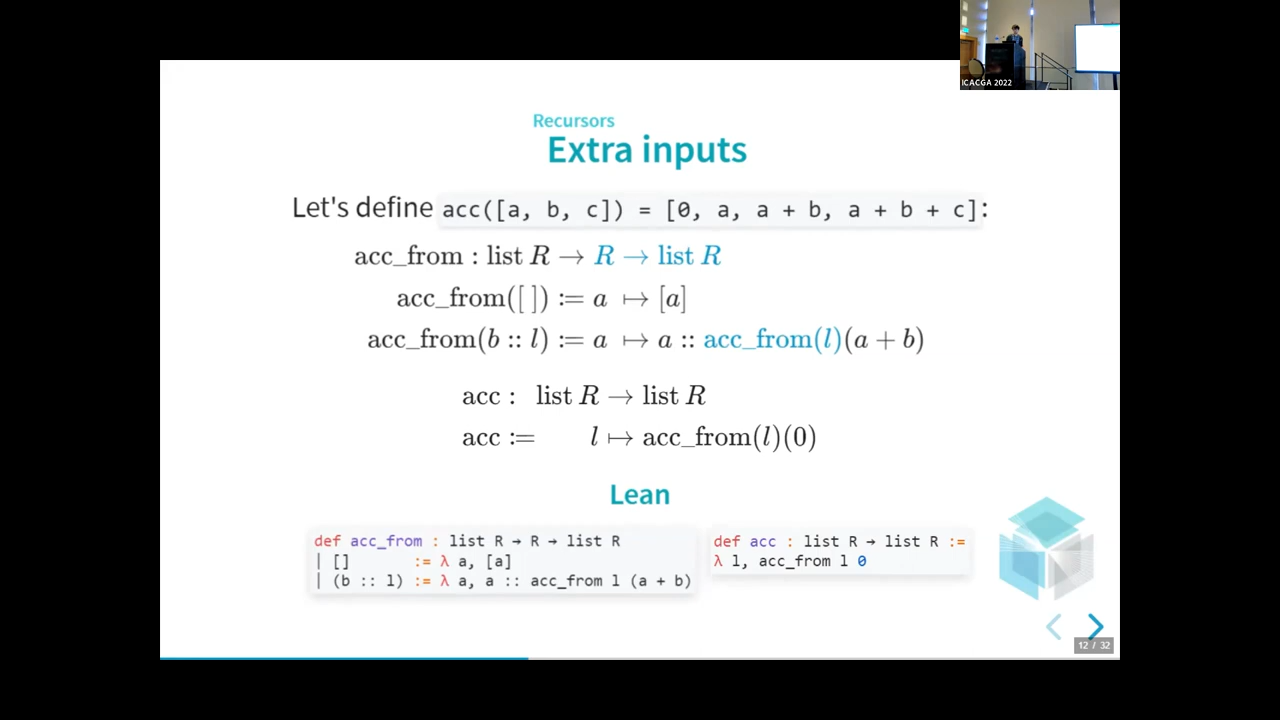 ICACGA 2022
Recursors
Extra inputs
Let's define acc([a, b, c]) = [0, a, a + b, a + b + c]:
acc_from : list R → R → list R
acc_from([ ]) := a ↦ [a]
acc_from(b :: l) := a ↦ a :: acc_from(l)(a + b)
acc : list R → list R
acc := l ↦ acc_from(l)(0)
Lean
def acc_from : list R → R → list R
| [] := λ a, [a]
| (b :: l) := λ a, a :: acc_from l (a + b)
def acc : list R → list R :=
λ l, acc_from l 0
12 / 32